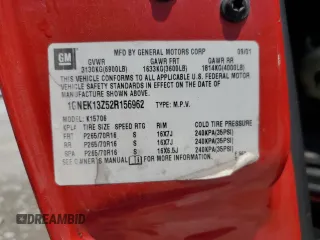 GM
MFD BY GENERAL MOTORS CORP 09/01
GVWR GAWR FRT GAWR RR
3130KG(6900LB) 1633KG(3600LB) 1814KG(4000LB)
THIS VEHICLE CONFORMS TO ALL APPLICABLE U.S. FEDERAL MOTOR
VEHICLE SAFETY STANDARDS IN EFFECT ON THE DATE OF
MANUFACTURE SHOWN ABOVE.
1GNEK13Z52R156962 TYPE: M.P.V.
MODEL: K15706
TIRE SIZE SPEED RTG RIM COLD TIRE PRESSURE
FRT P265/70R16 S 16X7J 240KPA(35PSI)
RR P265/70R16 S 16X7J 240KPA(35PSI)
SPA P265/70R16 S 16X6.5J 240KPA(35PSI)
SEE OWNER'S MANUAL FOR ADDITIONAL INFORMATION